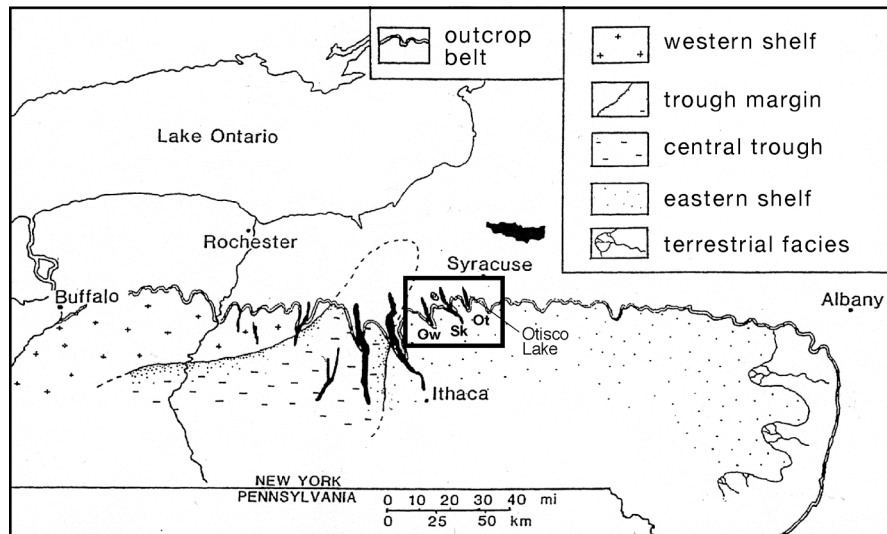 outcrop
belt
western shelf
trough margin
central trough
eastern shelf
terrestrial facies
Lake Ontario
Rochester
Syracuse
Buffalo
Albany
Ow
Sk
Ot
Otisco
Lake
Ithaca
NEW YORK
PENNSYLVANIA
0 10 20 30 40 mi
0 25 50 km